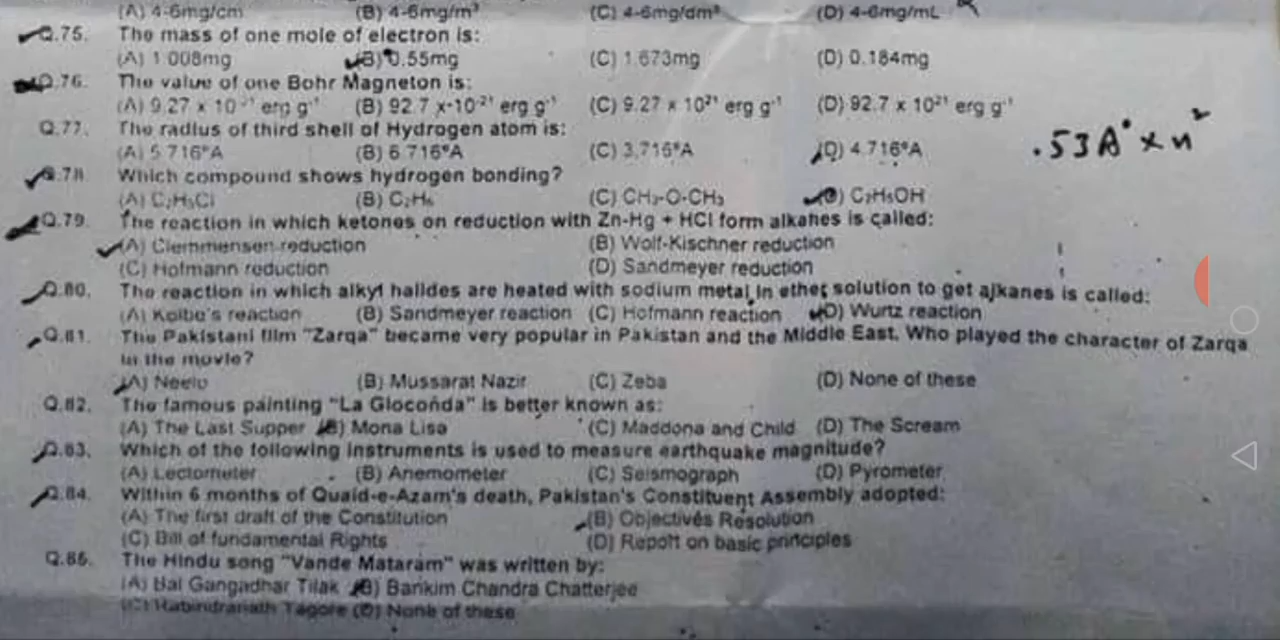 (A) 4-6mg/cm (B) 4-6mg/m³ (C) 4-6mg/dm³ (D) 4-6mg/mL
Q.75. The mass of one mole of electron is:
(A) 1.008mg (B) 0.55mg (C) 1.673mg (D) 0.184mg
Q.76. The value of one Bohr Magneton is:
(A) 9.27 x 10⁻²¹ erg g⁻¹ (B) 92.7 x 10⁻²¹ erg g⁻¹ (C) 9.27 x 10²¹ erg g⁻¹ (D) 92.7 x 10²¹ erg g⁻¹
Q.77. The radius of third shell of Hydrogen atom is:
.53A° x n²
(A) 5.716°A (B) 6.716°A (C) 3.716°A (D) 4.716°A
Q.78. Which compound shows hydrogen bonding?
(A) C₂H₅Cl (B) C₂H₆ (C) CH₃-O-CH₃ (D) C₂H₅OH
Q.79. The reaction in which ketones on reduction with Zn-Hg + HCl form alkahes is called:
(A) Clemmensen reduction (B) Wolf-Kischner reduction
(C) Hofmann reduction (D) Sandmeyer reduction
Q.80. The reaction in which alkyl halides are heated with sodium metal in ether solution to get ajkanes is called:
(A) Kolbe's reaction (B) Sandmeyer reaction (C) Hofmann reaction (D) Wurtz reaction
Q.81. The Pakistani film "Zarqa" became very popular in Pakistan and the Middle East. Who played the character of Zarqa
in the movie?
(A) Neelo (B) Mussarat Nazir (C) Zeba (D) None of these
Q.82. The famous painting "La Gioconda" is better known as:
(A) The Last Supper (B) Mona Lisa (C) Maddona and Child (D) The Scream
Q.83. Which of the following instruments is used to measure earthquake magnitude?
(A) Lectometer (B) Anemometer (C) Seismograph (D) Pyrometer
Q.84. Within 6 months of Quaid-e-Azam's death, Pakistan's Constituent Assembly adopted:
(A) The first draft of the Constitution (B) Objectives Resolution
(C) Bill of fundamental Rights (D) Report on basic principles
Q.85. The Hindu song "Vande Mataram" was written by:
(A) Bal Gangadhar Tilak (B) Bankim Chandra Chatterjee
(C) Rabindranath Tagore (D) None of these